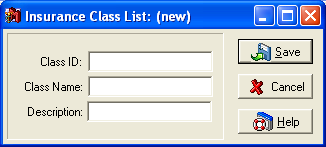 Insurance Class List: (new)
Class ID:
Class Name:
Description:
Save
Cancel
Help